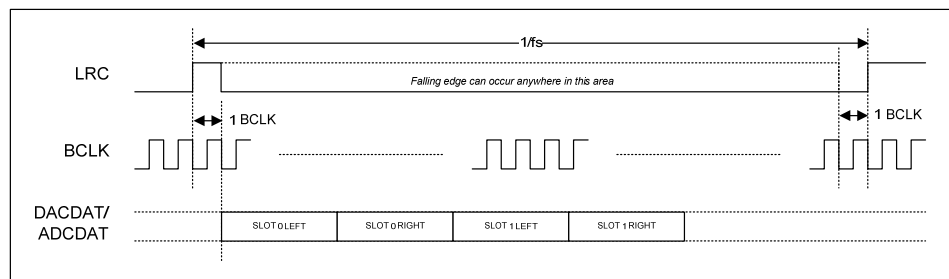 1/fs
LRC
Falling edge can occur anywhere in this area
1 BCLK
1 BCLK
BCLK
DACDAT/
ADCDAT
SLOT 0 LEFT
SLOT 0 RIGHT
SLOT 1 LEFT
SLOT 1 RIGHT